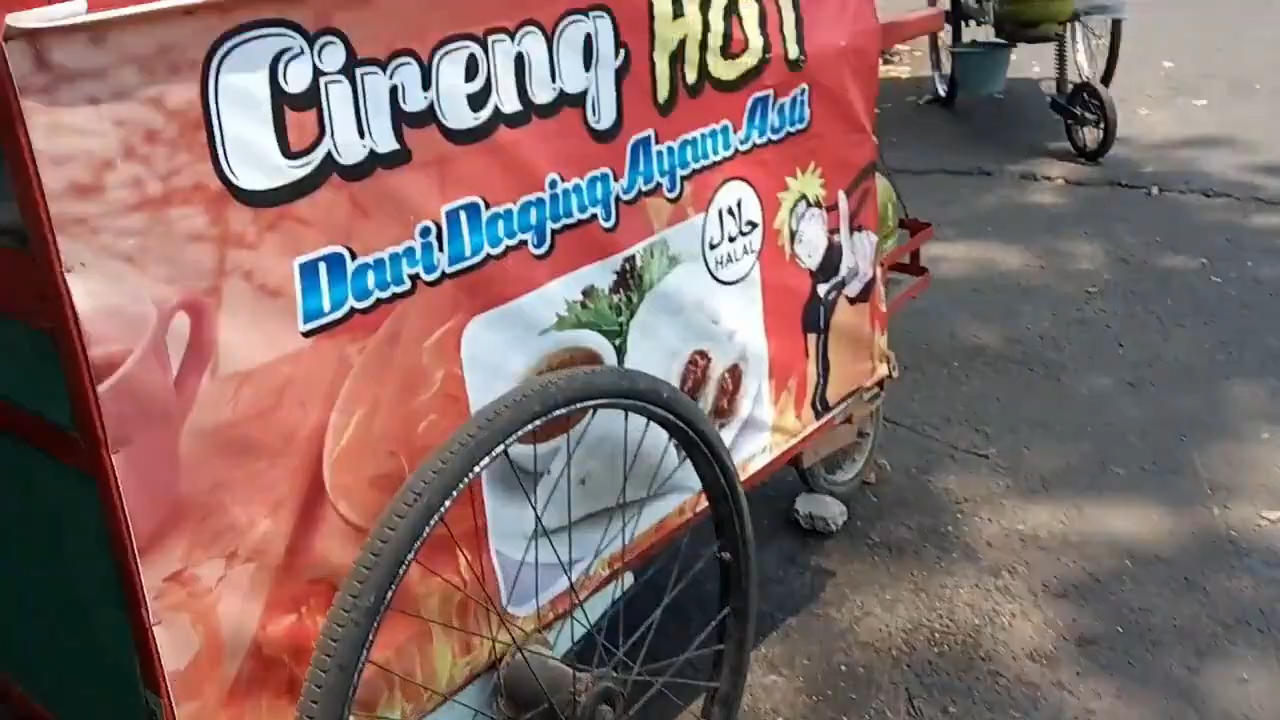 Cireng HOT
Dari Daging Ayam Asli
حلال
HALAL